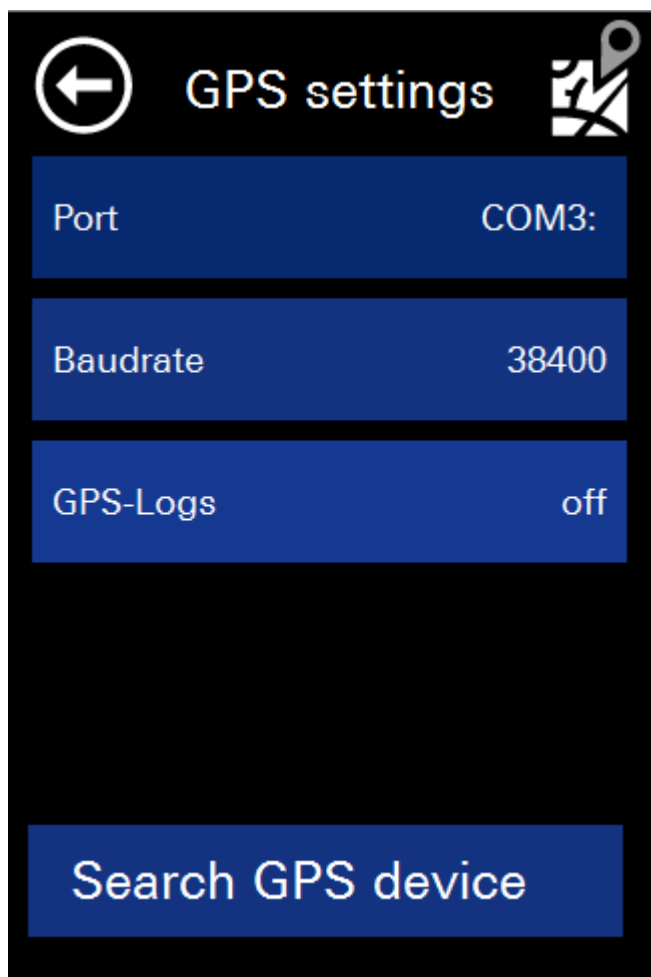 GPS settings
Port COM3:
Baudrate 38400
GPS-Logs off
Search GPS device